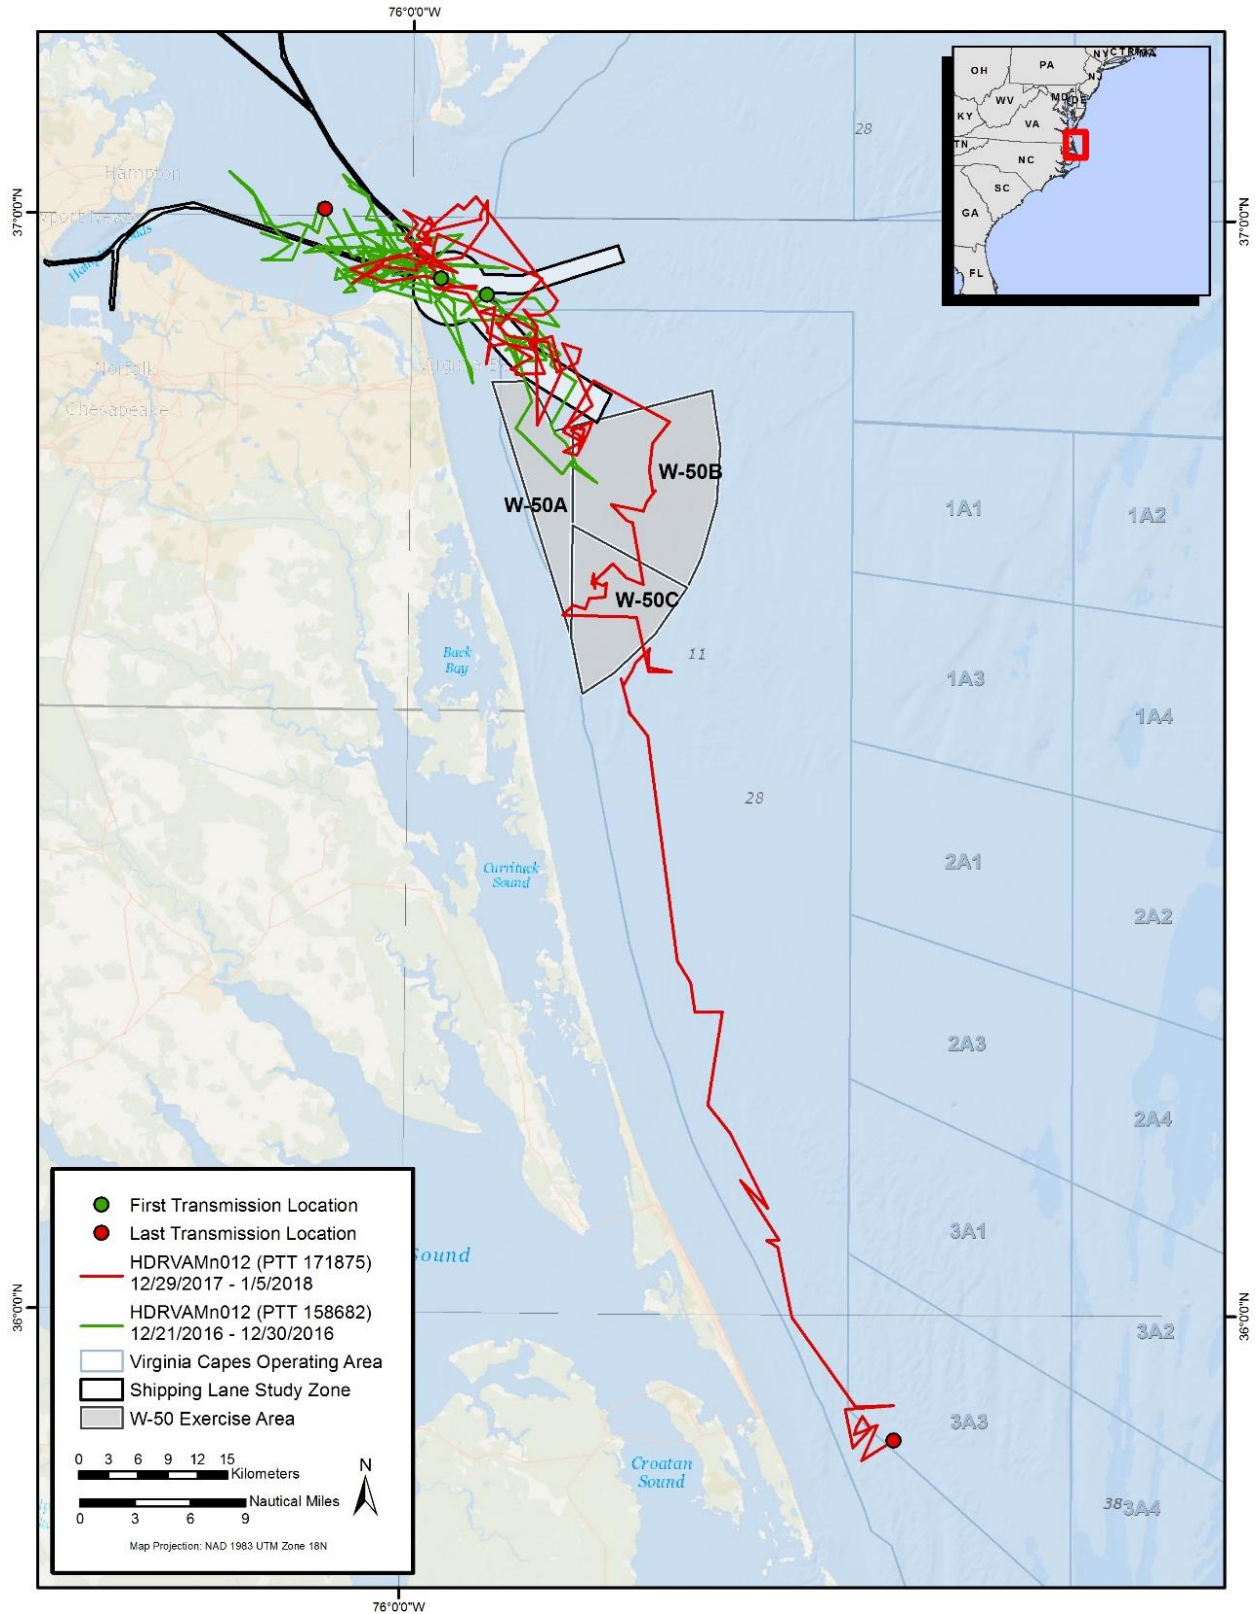 76°0'0"W
OH
PA
NY
CT
NJ
WV
MD
DE
KY
VA
TN
NC
SC
GA
FL
28
Hampton
37°0'0"N
37°0'0"N
Norfolk
Chesapeake
W-50B
W-50A
1A1
1A2
W-50C
Back
Bay
11
1A3
1A4
28
2A1
Currituck
Sound
2A2
2A3
2A4
3A1
First Transmission Location
Last Transmission Location
HDRVAMn012 (PTT 171875)
12/29/2017 - 1/5/2018
HDRVAMn012 (PTT 158682)
12/21/2016 - 12/30/2016
Virginia Capes Operating Area
Shipping Lane Study Zone
W-50 Exercise Area
0 3 6 9 12 15
Kilometers
N
Nautical Miles
0 3 6 9
Map Projection: NAD 1983 UTM Zone 18N
Sound
36°0'0"N
36°0'0"N
3A2
3A3
Croatan
Sound
38
3A4
76°0'0"W